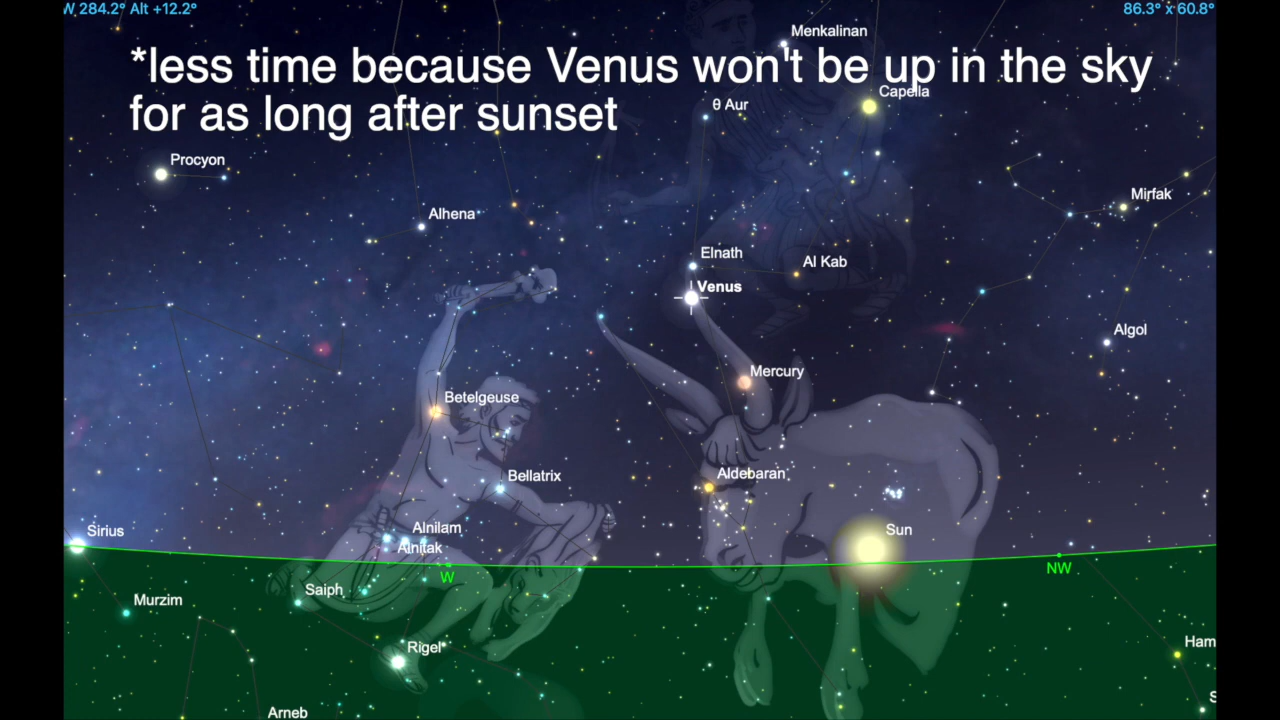 W 284.2° Alt +12.2°
86.3° x 60.8°
Menkalinan
*less time because Venus won't be up in the sky
for as long after sunset
Capella
θ Aur
Procyon
Mirfak
Alhena
Elnath
Al Kab
Venus
Algol
Mercury
Betelgeuse
Aldebaran
Bellatrix
Sirius
Alnilam
Sun
Alnitak
W
NW
Saiph
Murzim
Rigel
Ham
S
Arneb